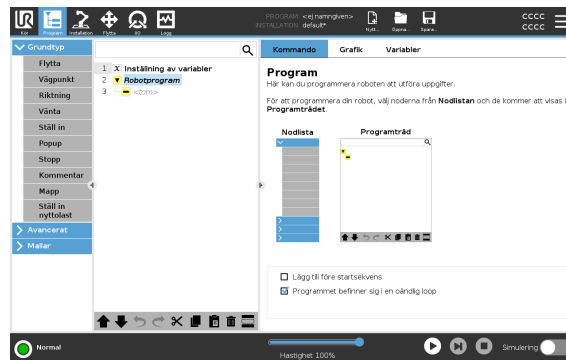 UR
PROGRAM <ej namngiven>
INSTALLATION default*
Kör Program Installation Flytta I/O Logg
Nytt.. Öppna.. Spara..
CCCC
CCCC
Grundtyp
Flytta
Vägpunkt
Riktning
Vänta
Ställ in
Popup
Stopp
Kommentar
Mapp
Ställ in
nyttolast
Avancerat
Mallar
1 X Inställning av variabler
2 Robotprogram
3 <tom>
Kommando Grafik Variabler
Program
Här kan du programmera roboten att utföra uppgifter.
För att programmera din robot, välj noderna från Nodlistan och de kommer att visas i
Programträdet.
Nodlista Programträd
Lägg till före startsekvens
Programmet befinner sig i en oändlig loop
Normal
Hastighet 100%
Simulering